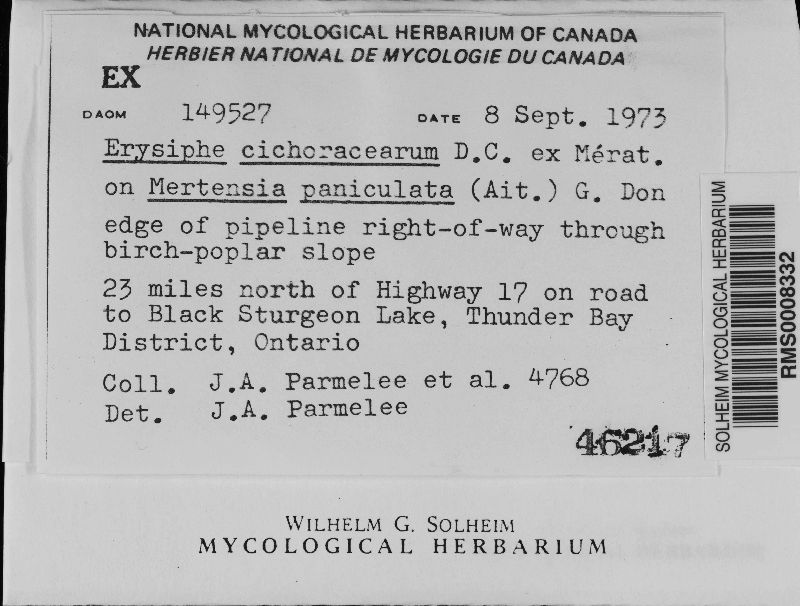 NATIONAL MYCOLOGICAL HERBARIUM OF CANADA
HERBIER NATIONAL DE MYCOLOGIE DU CANADA
EX
DAOM 149527 DATE 8 Sept. 1973
Erysiphe cichoracearum D.C. ex Mérat.
on Mertensia paniculata (Ait.) G. Don
edge of pipeline right-of-way through
birch-poplar slope
23 miles north of Highway 17 on road
to Black Sturgeon Lake, Thunder Bay
District, Ontario
Coll. J.A. Parmelee et al. 4768
Det. J.A. Parmelee
46217
SOLHEIM MYCOLOGICAL HERBARIUM
RMS0008332
WILHELM G. SOLHEIM
MYCOLOGICAL HERBARIUM